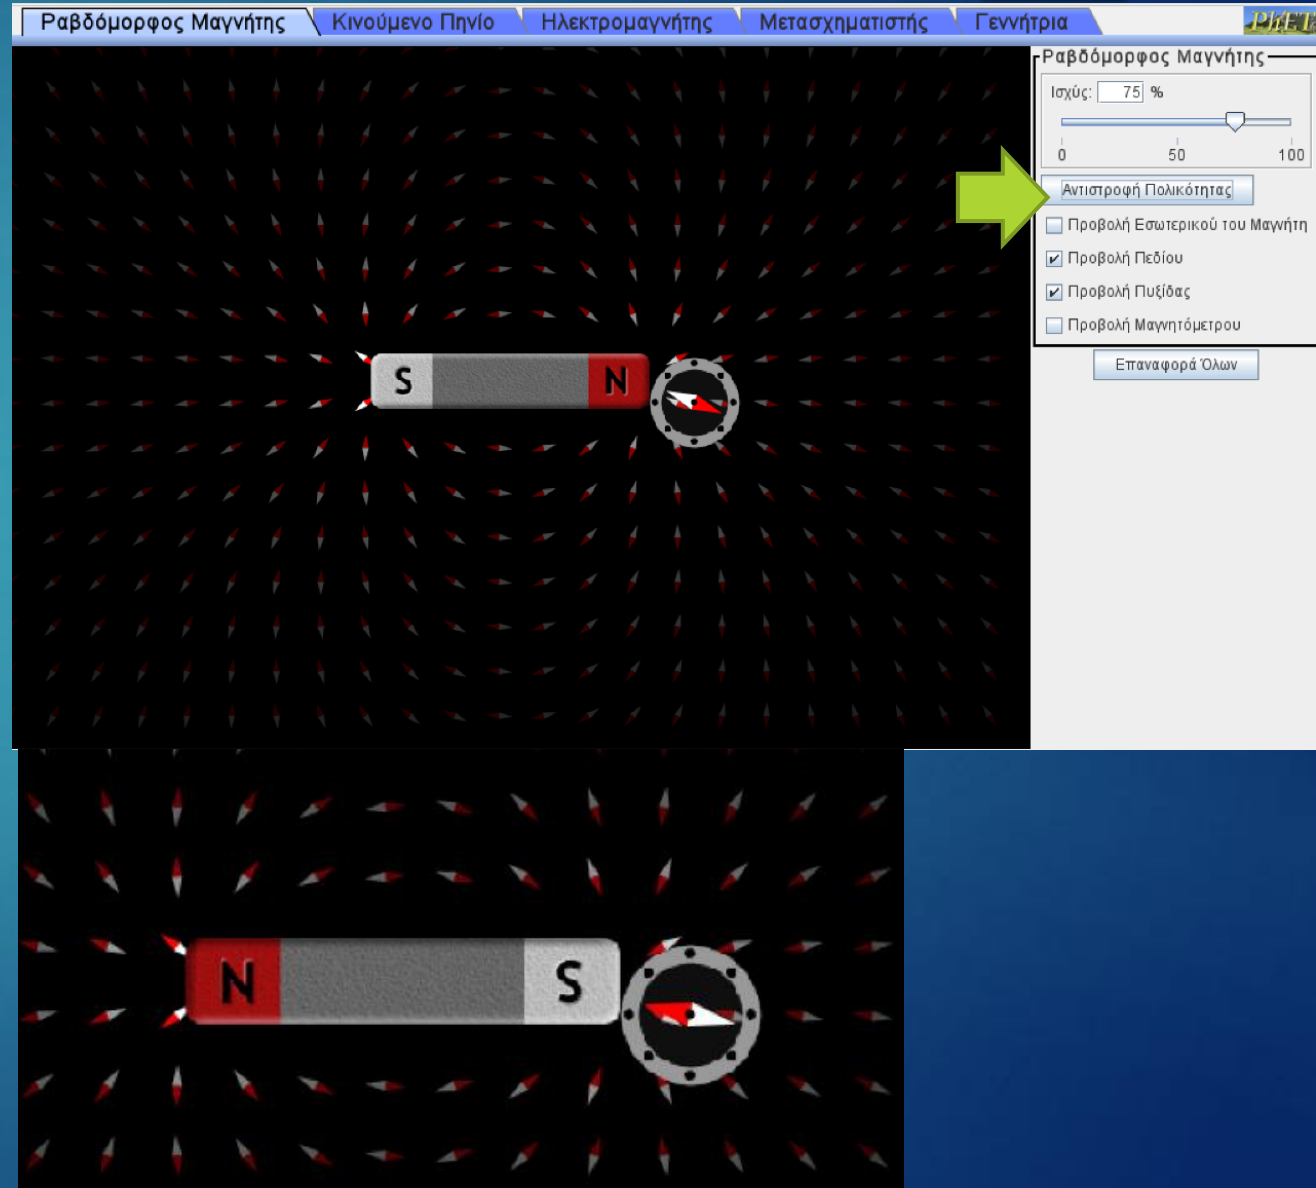 Ραβδόμορφος Μαγνήτης Κινούμενο Πηνίο Ηλεκτρομαγνήτης Μετασχηματιστής Γεννήτρια PhET
Ραβδόμορφος Μαγνήτης
Ισχύς: 75 %
0 50 100
Αντιστροφή Πολικότητας
Προβολή Εσωτερικού του Μαγνήτη
Προβολή Πεδίου
Προβολή Πυξίδας
Προβολή Μαγνητόμετρου
Επαναφορά Όλων
S N
N S